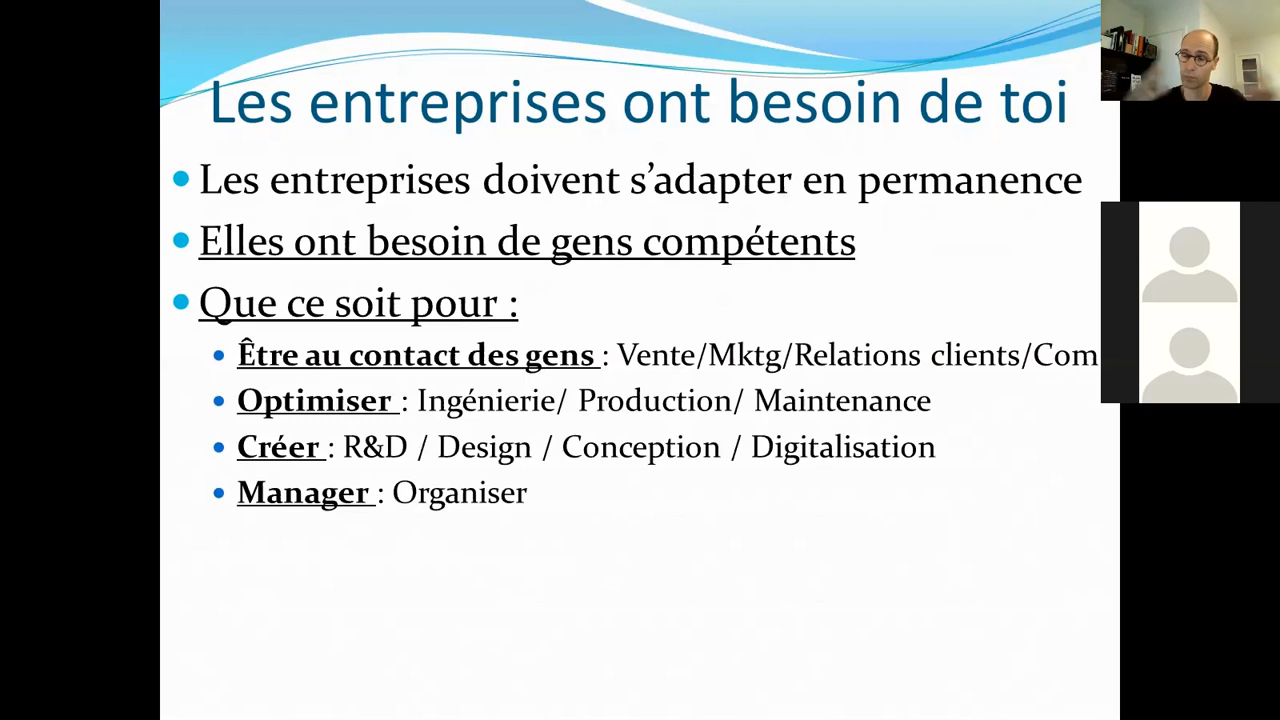 Les entreprises ont besoin de toi
Les entreprises doivent s’adapter en permanence
Elles ont besoin de gens compétents
Que ce soit pour :
Être au contact des gens : Vente/Mktg/Relations clients/Com
Optimiser : Ingénierie/ Production/ Maintenance
Créer : R&D / Design / Conception / Digitalisation
Manager : Organiser